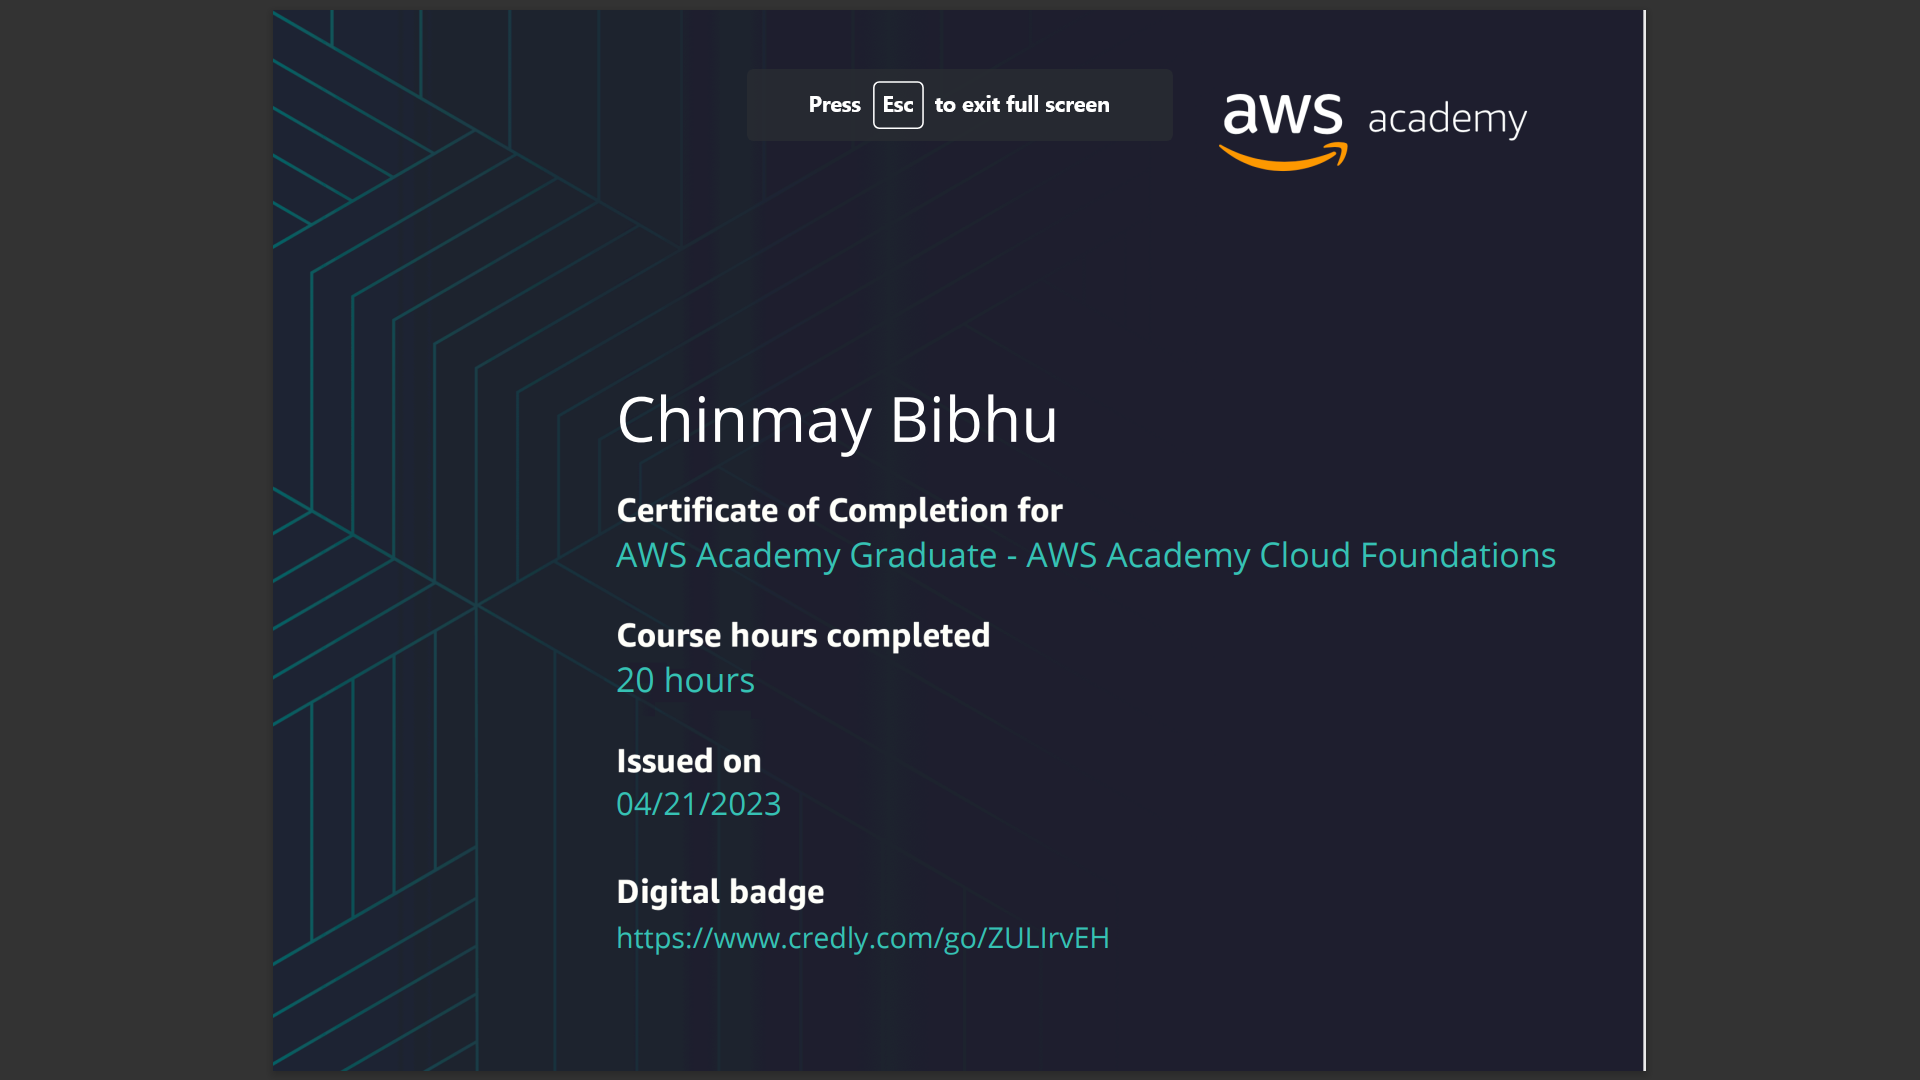 Press Esc to exit full screen
aws academy
Chinmay Bibhu
Certificate of Completion for
AWS Academy Graduate - AWS Academy Cloud Foundations
Course hours completed
20 hours
Issued on
04/21/2023
Digital badge
https://www.credly.com/go/ZULIrvEH